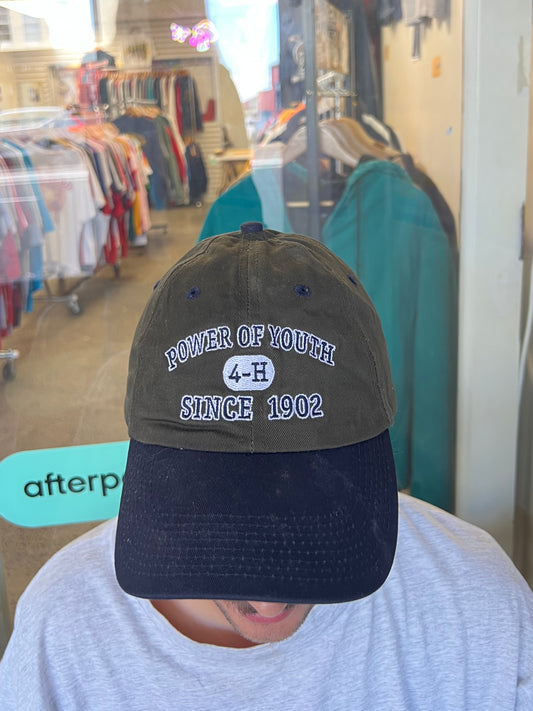 POWER OF YOUTH
4-H
SINCE 1902
afterp